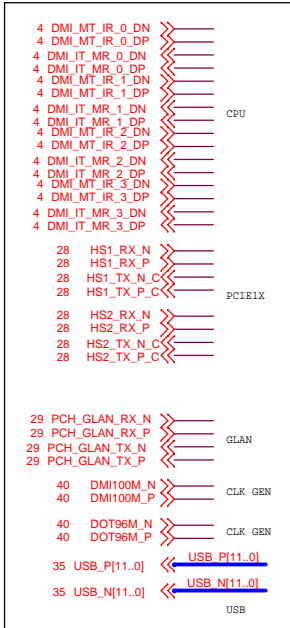 4 DMI_MT_IR_0_DN
4 DMI_MT_IR_0_DP
4 DMI_IT_MR_0_DN
4 DMI_IT_MR_0_DP
4 DMI_MT_IR_1_DN
4 DMI_MT_IR_1_DP
4 DMI_IT_MR_1_DN
CPU
4 DMI_IT_MR_1_DP
4 DMI_MT_IR_2_DN
4 DMI_MT_IR_2_DP
4 DMI_IT_MR_2_DN
4 DMI_IT_MR_2_DP
4 DMI_MT_IR_3_DN
4 DMI_MT_IR_3_DP
4 DMI_IT_MR_3_DN
4 DMI_IT_MR_3_DP
28 HS1_RX_N
28 HS1_RX_P
28 HS1_TX_N_C
28 HS1_TX_P_C
PCIE1X
28 HS2_RX_N
28 HS2_RX_P
28 HS2_TX_N_C
28 HS2_TX_P_C
29 PCH_GLAN_RX_N
29 PCH_GLAN_RX_P
GLAN
29 PCH_GLAN_TX_N
29 PCH_GLAN_TX_P
40 DMI100M_N
40 DMI100M_P
CLK GEN
40 DOT96M_N
40 DOT96M_P
CLK GEN
35 USB_P[11..0] USB_P[11..0]
35 USB_N[11..0] USB_N[11..0]
USB